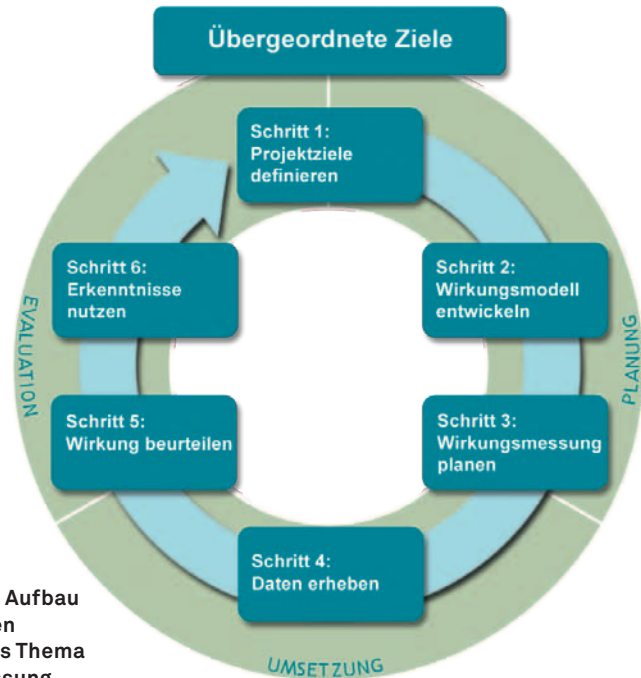 Übergeordnete Ziele
Schritt 1:
Projektziele
definieren
Schritt 2:
Wirkungsmodell
entwickeln
Schritt 3:
Wirkungsmessung
planen
Schritt 4:
Daten erheben
Schritt 5:
Wirkung beurteilen
Schritt 6:
Erkenntnisse
nutzen
PLANUNG
UMSETZUNG
EVALUATION
Aufbau
en
s Thema